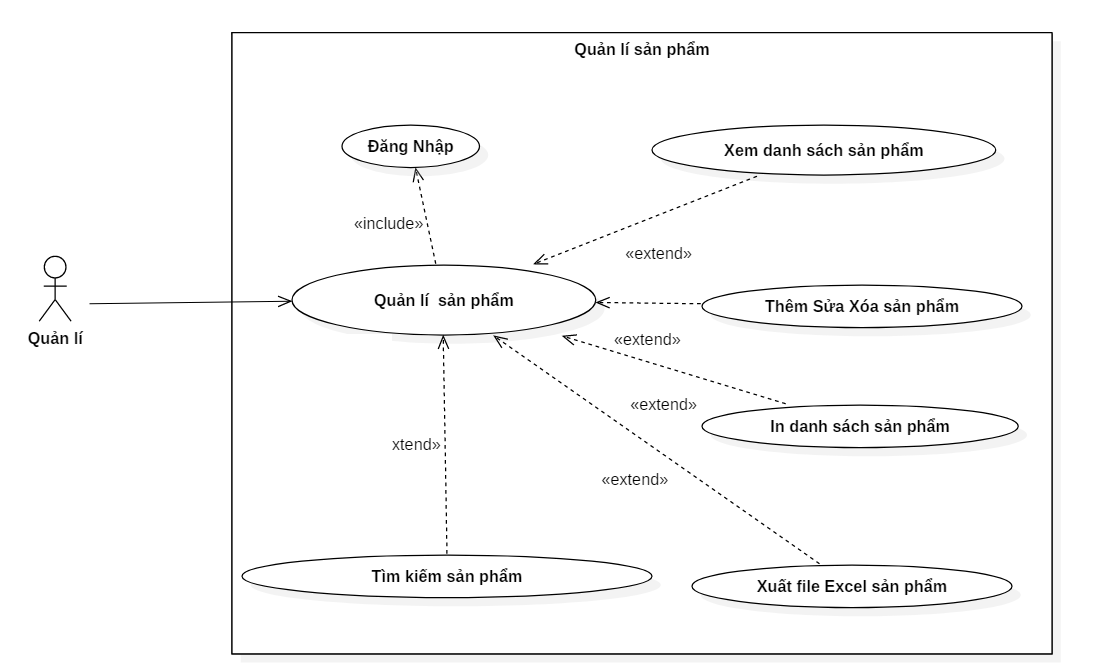 Quản lí sản phẩm
Đăng Nhập
Xem danh sách sản phẩm
«include»
«extend»
Quản lí  sản phẩm
Thêm Sửa Xóa sản phẩm
Quản lí
«extend»
«extend»
In danh sách sản phẩm
xtend»
«extend»
Tìm kiếm sản phẩm
Xuất file Excel sản phẩm